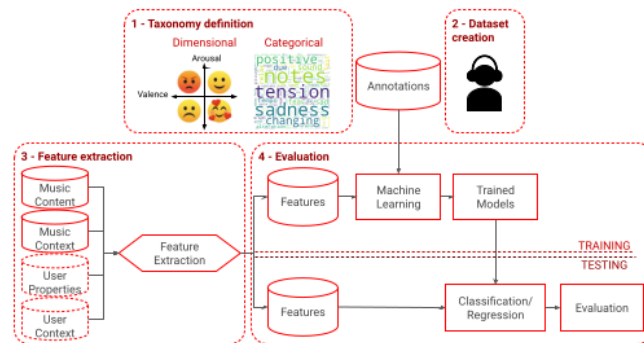 1 - Taxonomy definition
Dimensional
Categorical
Arousal
Valence
positive
due sound
notes
tension
sadness
changing
2 - Dataset
creation
Annotations
3 - Feature extraction
Music
Content
Music
Context
User
Properties
User
Context
Feature
Extraction
4 - Evaluation
Features
Machine
Learning
Trained
Models
TRAINING
TESTING
Features
Classification/
Regression
Evaluation